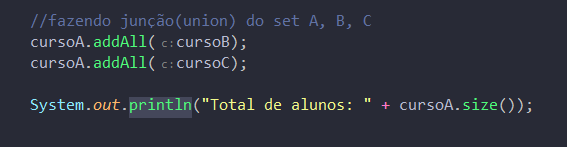 //fazendo junção(union) do set A, B, C
cursoA.addAll( c: cursoB);
cursoA.addAll( c: cursoC);
System.out.println("Total de alunos: " + cursoA.size());